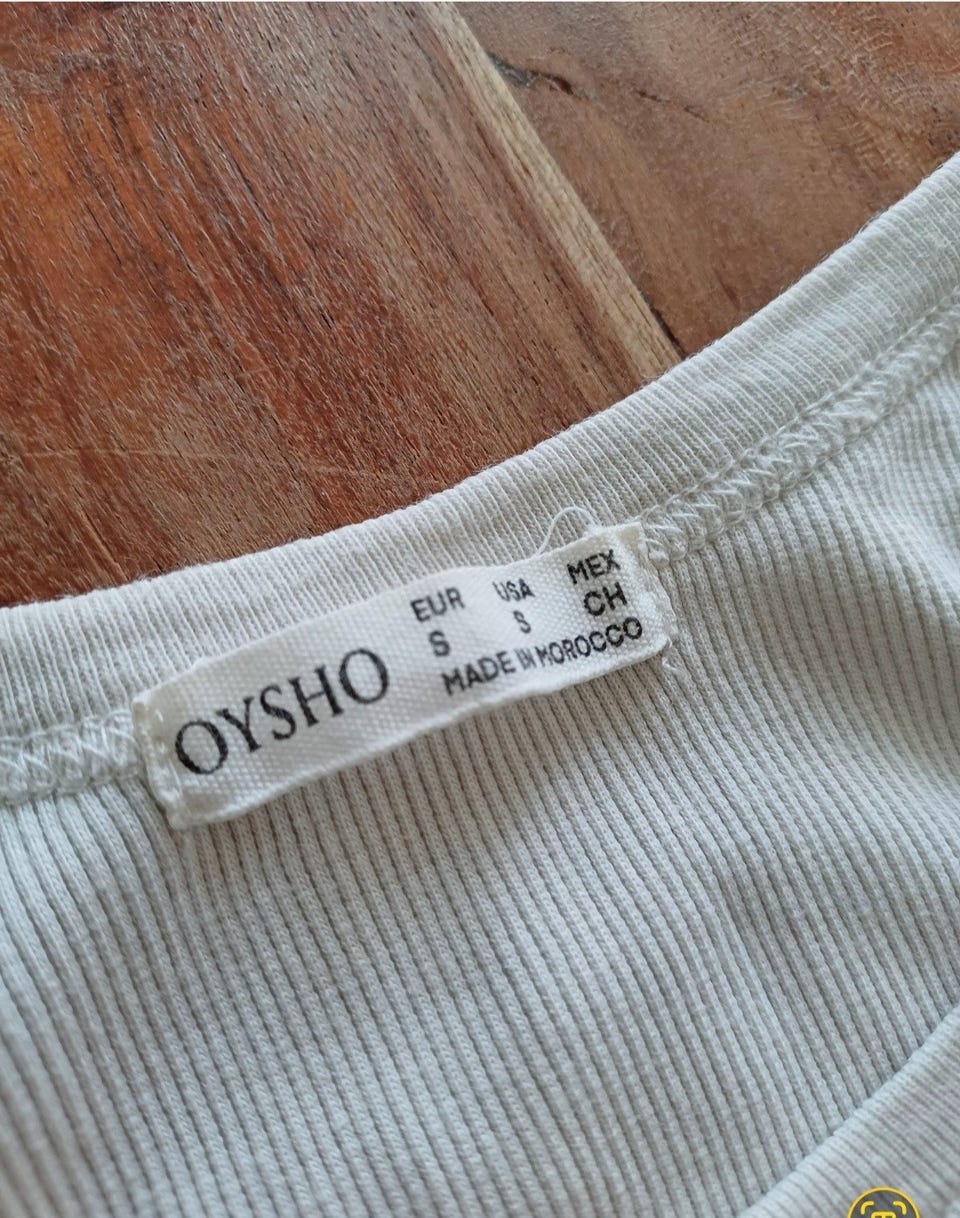 OYSHO
EUR USA MEX
S S CH
MADE IN MOROCCO